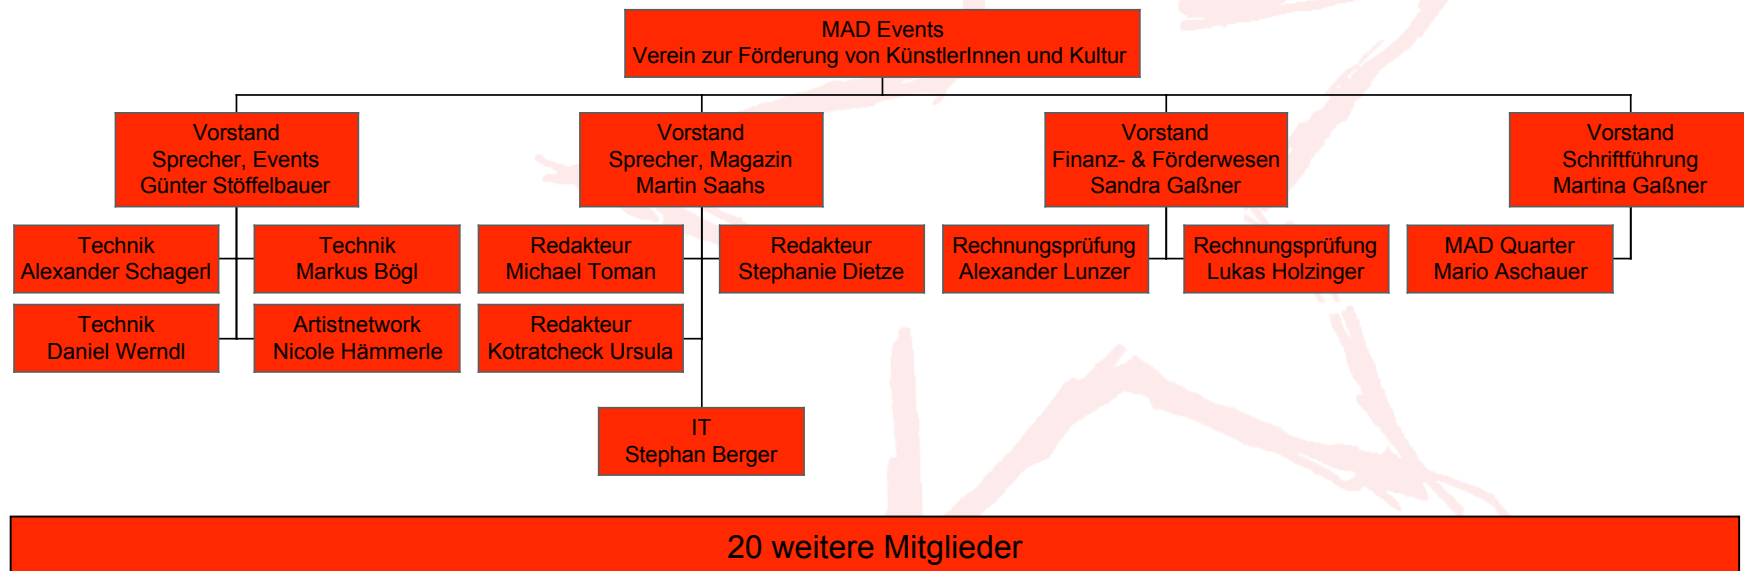 MAD Events
Verein zur Förderung von KünstlerInnen und Kultur
Vorstand
Sprecher, Events
Günter Stöffelbauer
Vorstand
Sprecher, Magazin
Martin Saahs
Vorstand
Finanz- & Förderwesen
Sandra Gaßner
Vorstand
Schriftführung
Martina Gaßner
Technik
Alexander Schagerl
Technik
Markus Bögl
Redakteur
Michael Toman
Redakteur
Stephanie Dietze
Rechnungsprüfung
Alexander Lunzer
Rechnungsprüfung
Lukas Holzinger
MAD Quarter
Mario Aschauer
Technik
Daniel Werndl
Artistnetwork
Nicole Hämmerle
Redakteur
Kotratcheck Ursula
IT
Stephan Berger
20 weitere Mitglieder